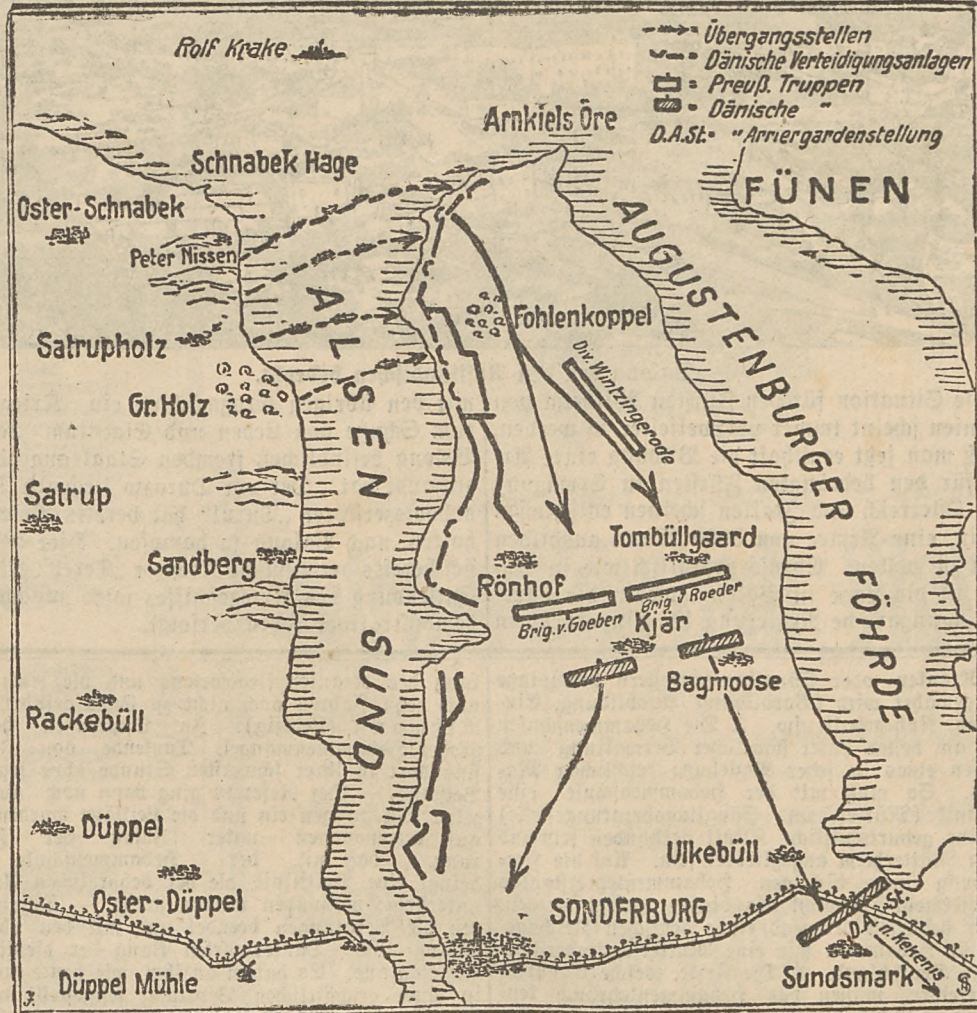 Rolf Krake
= Übergangsstellen
= Dänische Verteidigungsanlagen
= Preuß. Truppen
= Dänische "
D.A.St. = " Arriergardenstellung
Arnkiels Öre
Schnabek Hage
FÜNEN
Oster-Schnabek
Peter Nissen
AUGUSTENBURGER FÖHRDE
ALSEN SUND
Fohlenkoppel
Satrupholz
Div. Wintzingerode
Gr. Holz
Satrup
Sandberg
Tombüllgaard
Rönhof
Brig. v. Goeben
Brig. v Roeder
Kjär
Bagmoose
Rackebüll
Düppel
Ulkebüll
Oster-Düppel
SONDERBURG
D.A.-St.
n. Kekenis
Düppel Mühle
Sundsmark